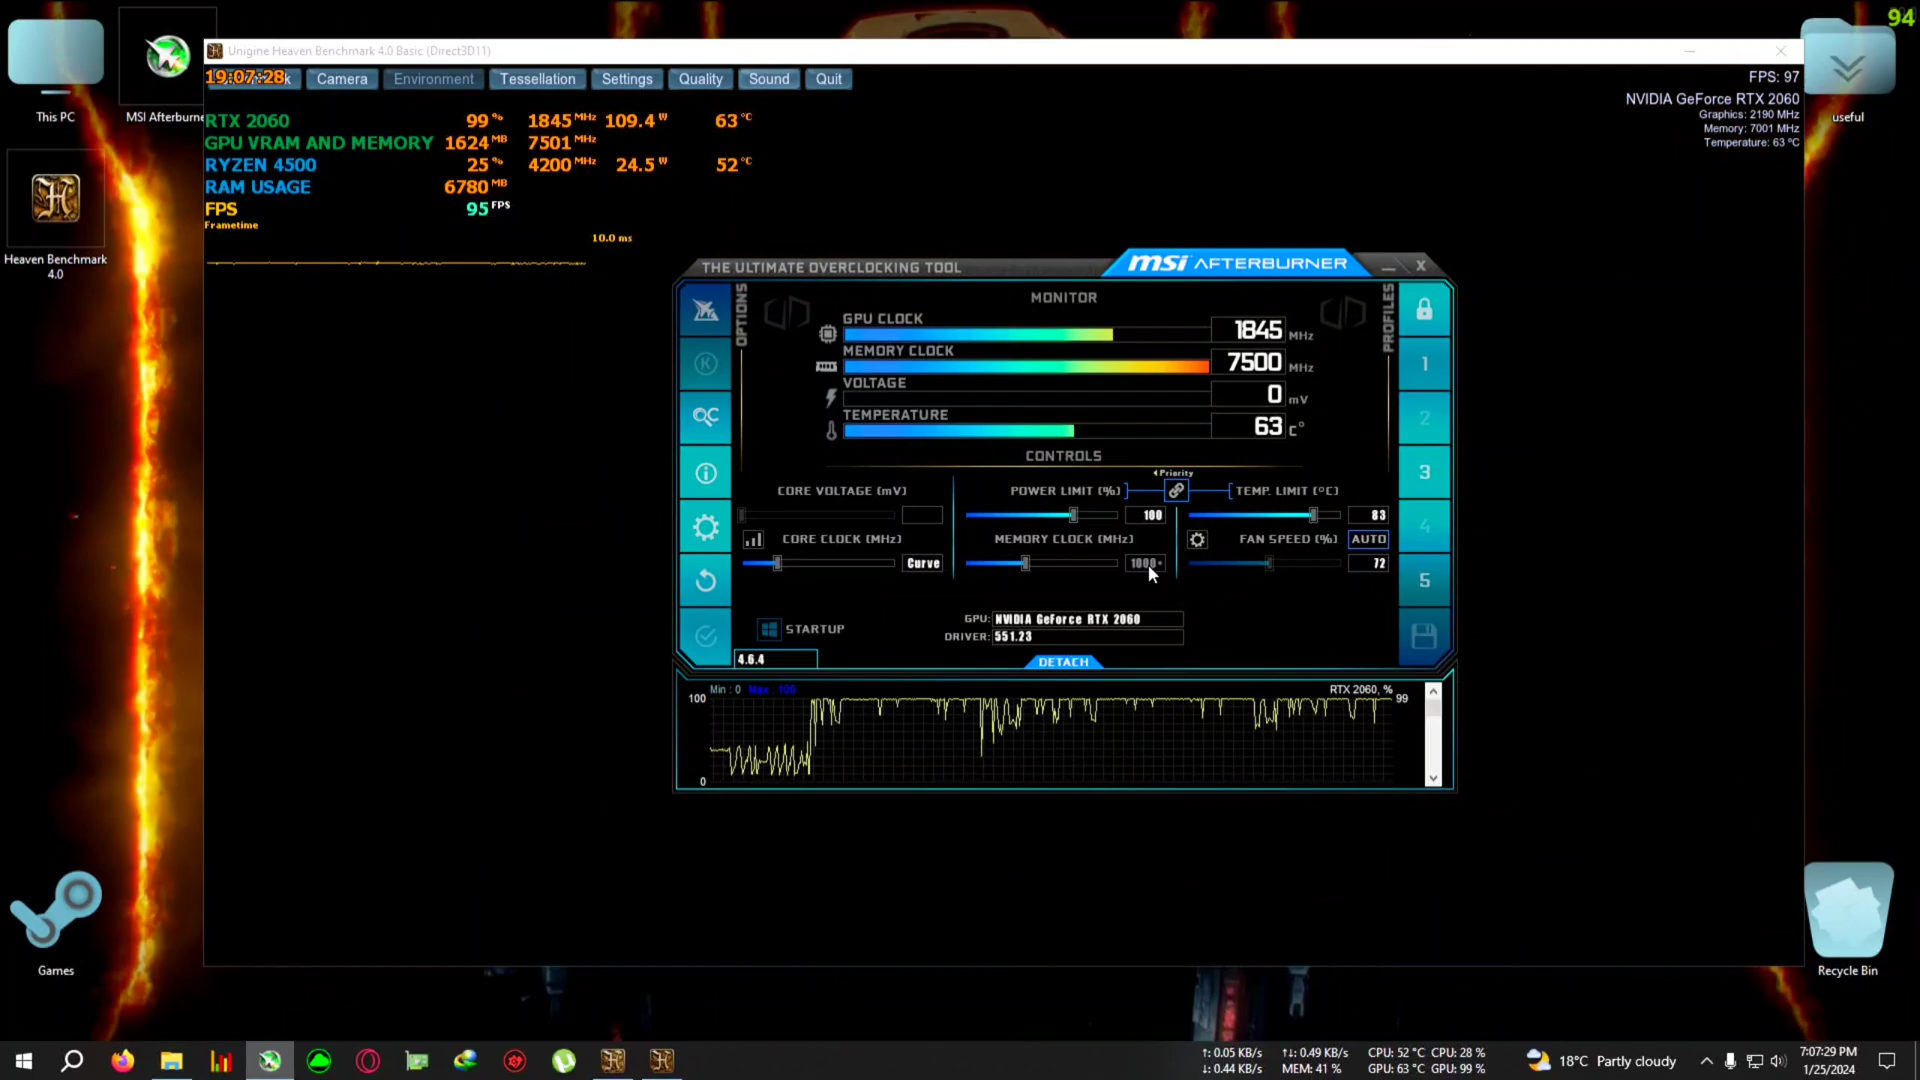 94
This PC
MSI Afterburne
useful
Heaven Benchmark
4.0
Unigine Heaven Benchmark 4.0 Basic (Direct3D11)
19:07:28 k Camera Environment Tessellation Settings Quality Sound Quit
FPS: 97
NVIDIA GeForce RTX 2060
Graphics: 2190 MHz
Memory: 7001 MHz
Temperature: 63 °C
RTX 2060 99 % 1845 MHz 109.4 W 63 °C
GPU VRAM AND MEMORY 1624 MB 7501 MHz
RYZEN 4500 25 % 4200 MHz 24.5 W 52 °C
RAM USAGE 6780 MB
FPS 95 FPS
Frametime
10.0 ms
THE ULTIMATE OVERCLOCKING TOOL
msi AFTERBURNER
X
OPTIONS
PROFILES
K
OC
MONITOR
GPU CLOCK 1845 MHz
MEMORY CLOCK 7500 MHz
VOLTAGE 0 mV
TEMPERATURE 63 C°
CONTROLS
Priority
CORE VOLTAGE (mV)
POWER LIMIT (%)
TEMP. LIMIT (°C)
100
83
CORE CLOCK (MHz)
MEMORY CLOCK (MHz)
FAN SPEED (%) AUTO
Curve
72
1
2
3
4
5
STARTUP
GPU: NVIDIA GeForce RTX 2060
DRIVER: 551.23
4.6.4
DETACH
Min : 0 Max : 100
RTX 2060, %
100
99
0
Games
Recycle Bin
↑: 0.05 KB/s
↓: 0.44 KB/s
↑↓: 0.49 KB/s
MEM: 41 %
CPU: 52 °C CPU: 28 %
GPU: 63 °C GPU: 99 %
18°C Partly cloudy
7:07:29 PM
1/25/2024